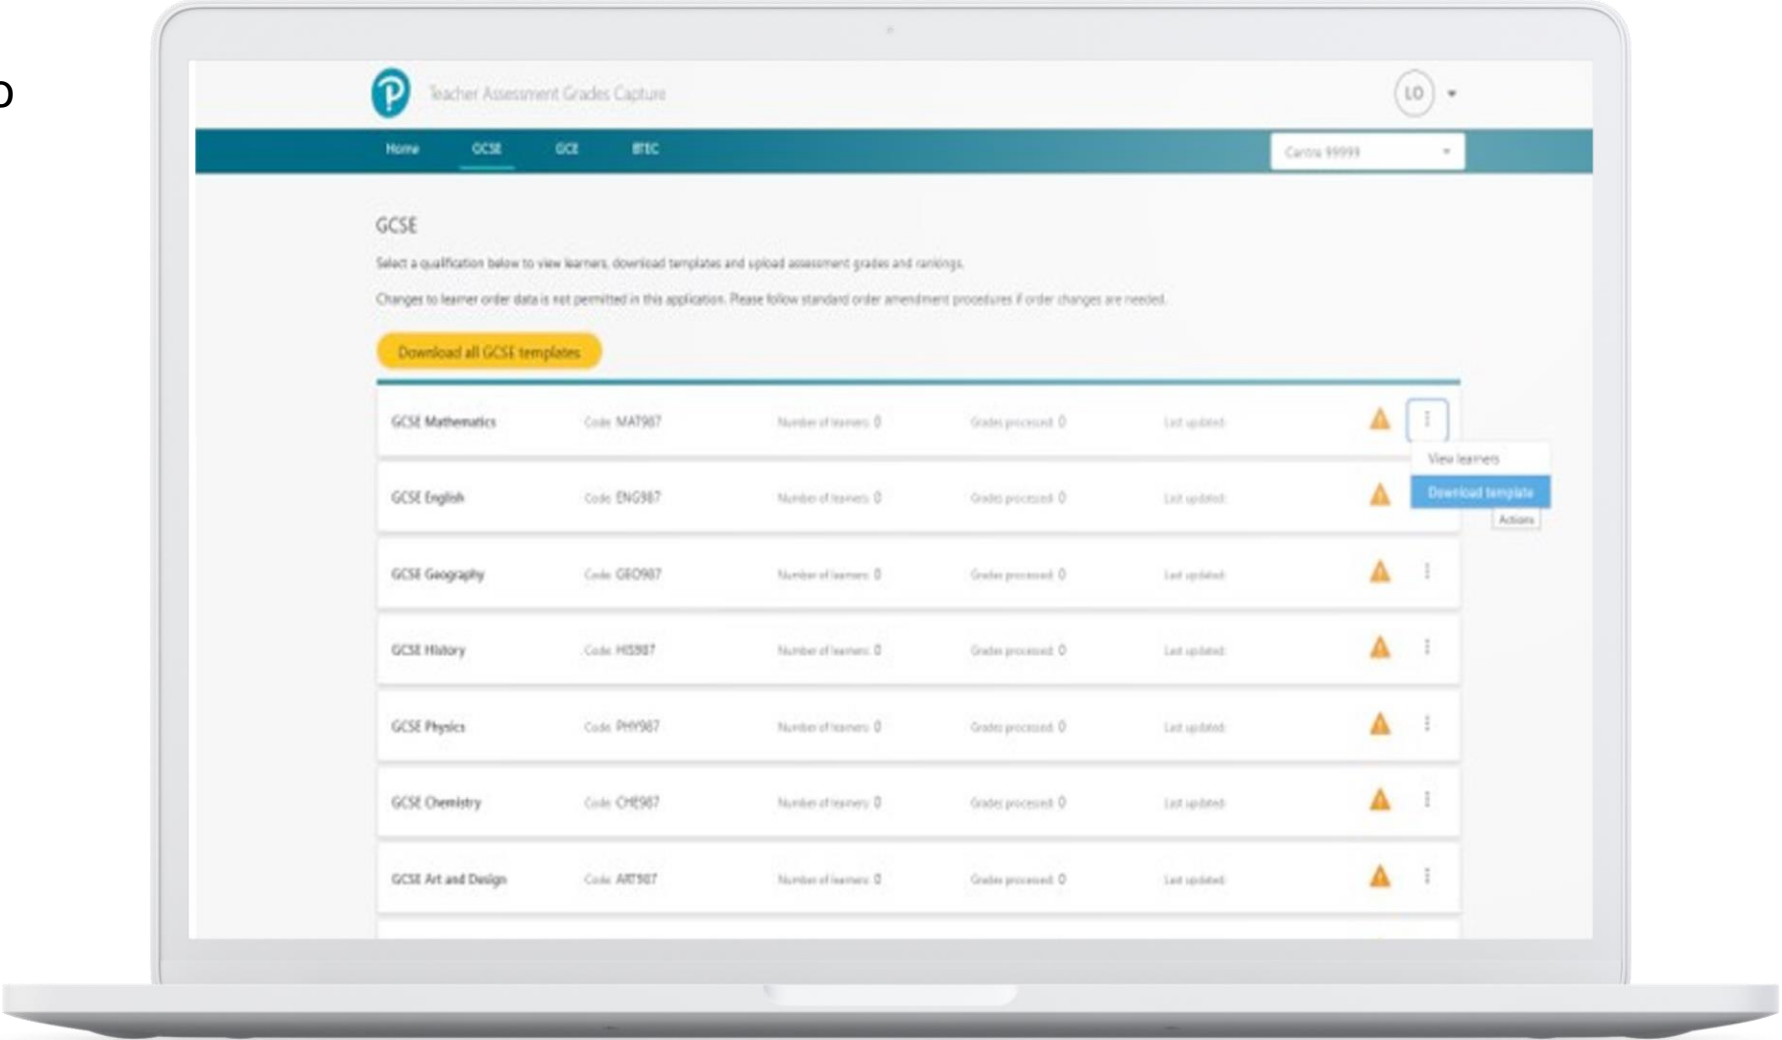 o
Teacher Assessment Grades Capture
LO
Home GCSE GCE BTEC Centre 99999
GCSE
Select a qualification below to view learners, download templates and upload assessment grades and rankings.
Changes to learner order data is not permitted in this application. Please follow standard order amendment procedures if order changes are needed.
Download all GCSE templates
GCSE Mathematics Code: MAT987 Number of learners: 0 Grades processed: 0 Last updated:
View learners
GCSE English Code: ENG987 Number of learners: 0 Grades processed: 0 Last updated:
Download template
Actions
GCSE Geography Code: GEO987 Number of learners: 0 Grades processed: 0 Last updated:
GCSE History Code: HIS987 Number of learners: 0 Grades processed: 0 Last updated:
GCSE Physics Code: PHY987 Number of learners: 0 Grades processed: 0 Last updated:
GCSE Chemistry Code: CHE987 Number of learners: 0 Grades processed: 0 Last updated:
GCSE Art and Design Code: ART987 Number of learners: 0 Grades processed: 0 Last updated: